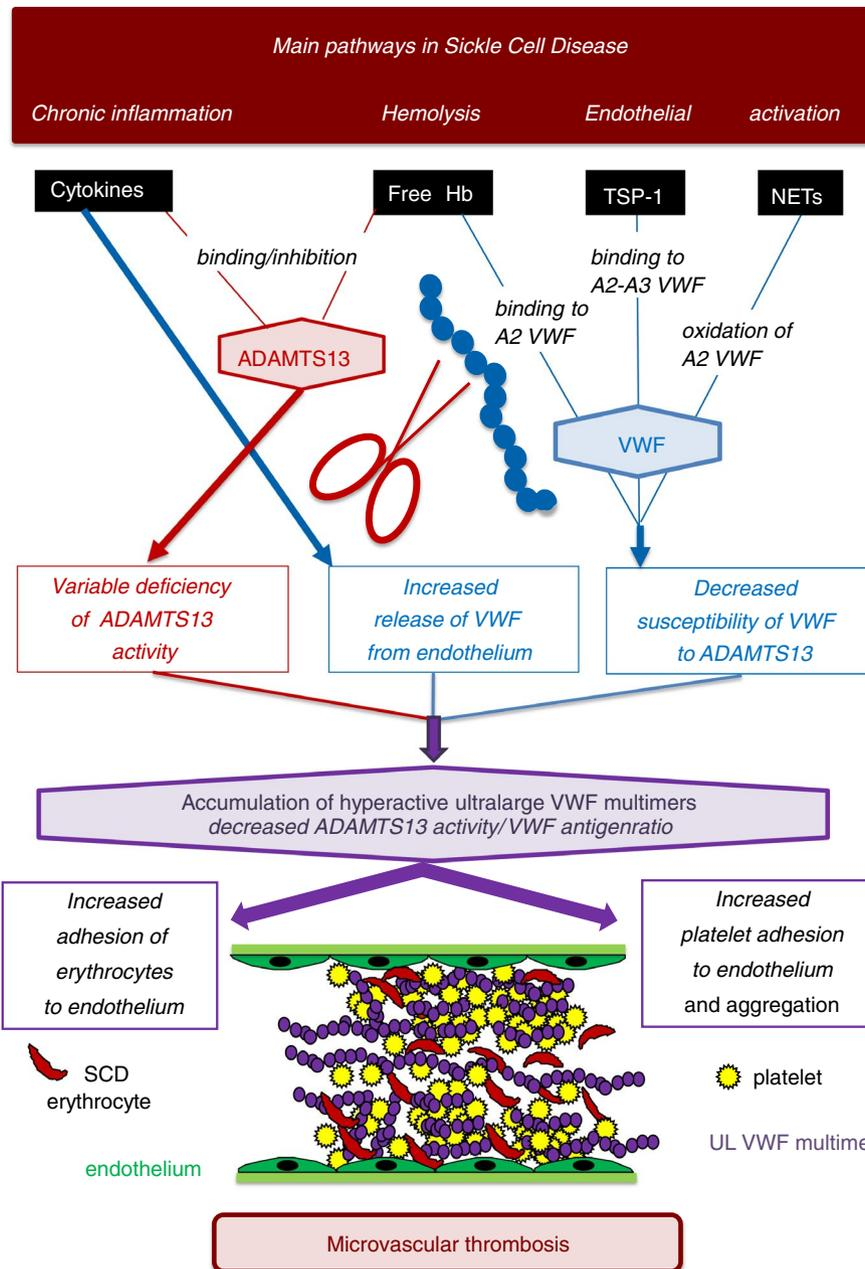 Main pathways in Sickle Cell Disease
Chronic inflammation Hemolysis Endothelial activation
Cytokines Free Hb TSP-1 NETs
binding/inhibition
binding to
A2-A3 VWF
binding to
A2 VWF
oxidation of
A2 VWF
ADAMTS13
VWF
Variable deficiency
of ADAMTS13
activity
Increased
release of VWF
from endothelium
Decreased
susceptibility of VWF
to ADAMTS13
Accumulation of hyperactive ultralarge VWF multimers
decreased ADAMTS13 activity/VWF antigenratio
Increased
adhesion of
erythrocytes
to endothelium
Increased
platelet adhesion
to endothelium
and aggregation
SCD
erythrocyte
platelet
UL VWF multime
endothelium
Microvascular thrombosis